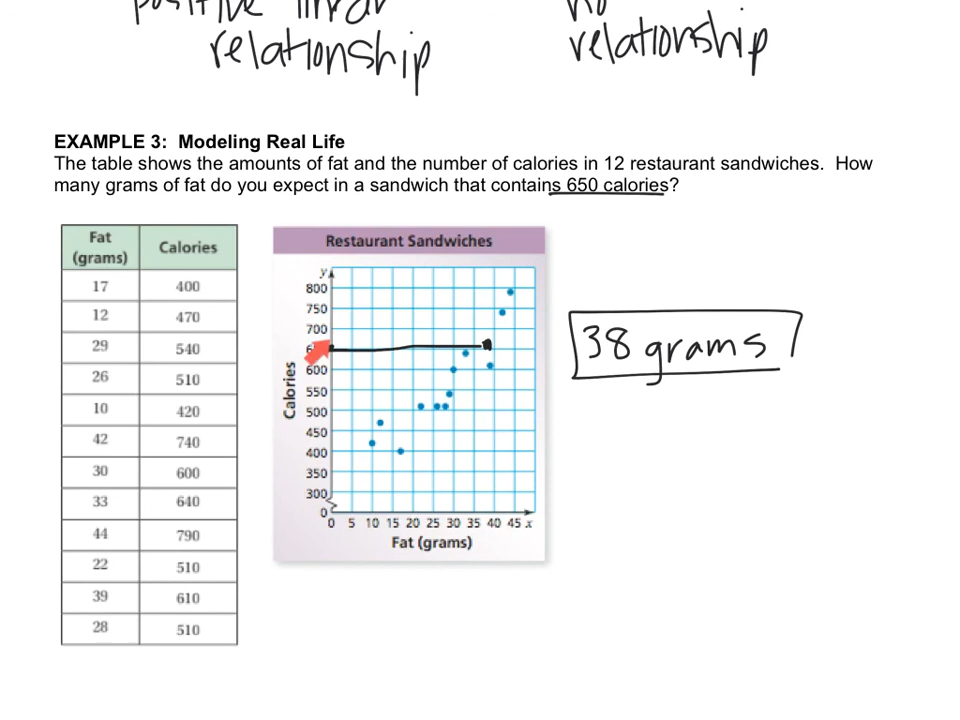 positive linear
no
relationship
relationship
EXAMPLE 3:  Modeling Real Life
The table shows the amounts of fat and the number of calories in 12 restaurant sandwiches.  How
many grams of fat do you expect in a sandwich that contains 650 calories?
Fat
(grams)
Calories
17 400
12 470
29 540
26 510
10 420
42 740
30 600
33 640
44 790
22 510
39 610
28 510
Restaurant Sandwiches
y
800
750
700
600
550
500
450
400
350
300
0
Calories
0 5 10 15 20 25 30 35 40 45 x
Fat (grams)
38 grams